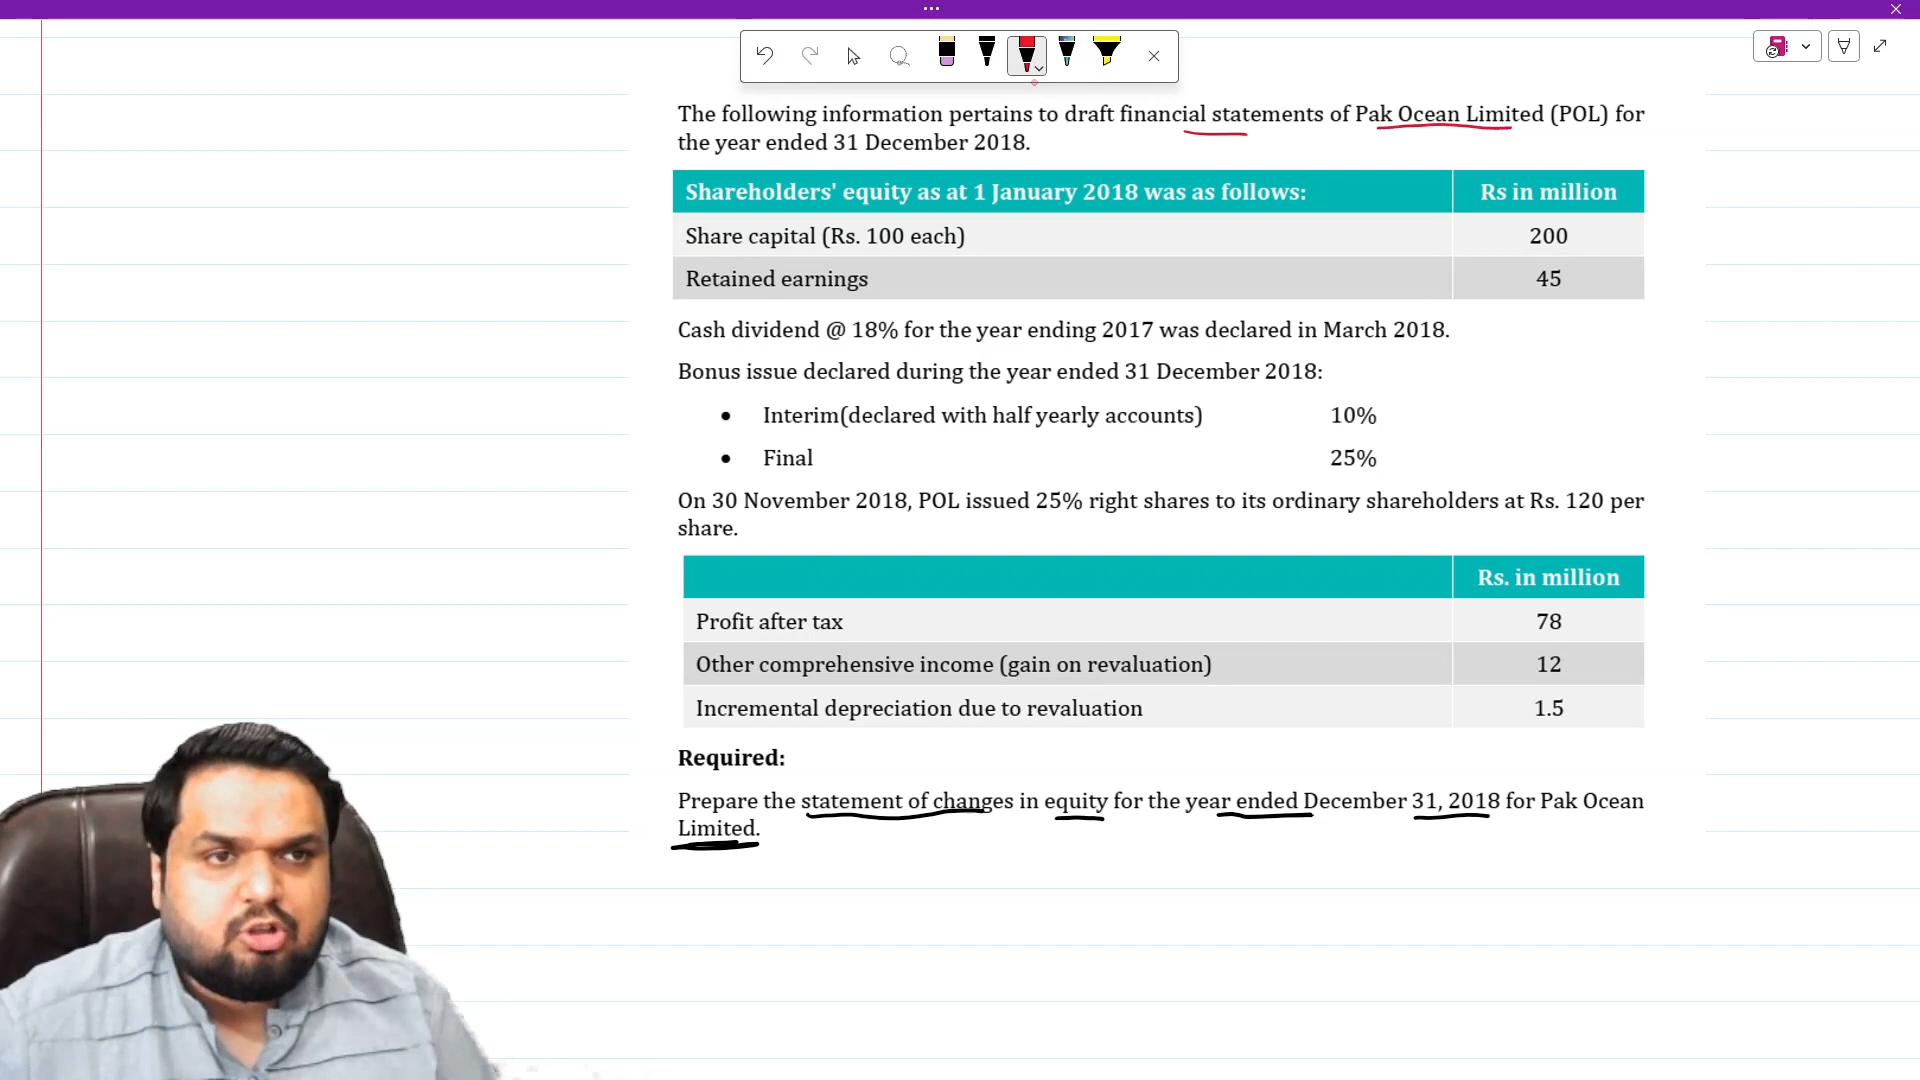 The following information pertains to draft financial statements of Pak Ocean Limited (POL) for
the year ended 31 December 2018.
Shareholders' equity as at 1 January 2018 was as follows: Rs in million
Share capital (Rs. 100 each) 200
Retained earnings 45
Cash dividend @ 18% for the year ending 2017 was declared in March 2018.
Bonus issue declared during the year ended 31 December 2018:
• Interim(declared with half yearly accounts) 10%
• Final 25%
On 30 November 2018, POL issued 25% right shares to its ordinary shareholders at Rs. 120 per
share.
Rs. in million
Profit after tax 78
Other comprehensive income (gain on revaluation) 12
Incremental depreciation due to revaluation 1.5
Required:
Prepare the statement of changes in equity for the year ended December 31, 2018 for Pak Ocean
Limited.